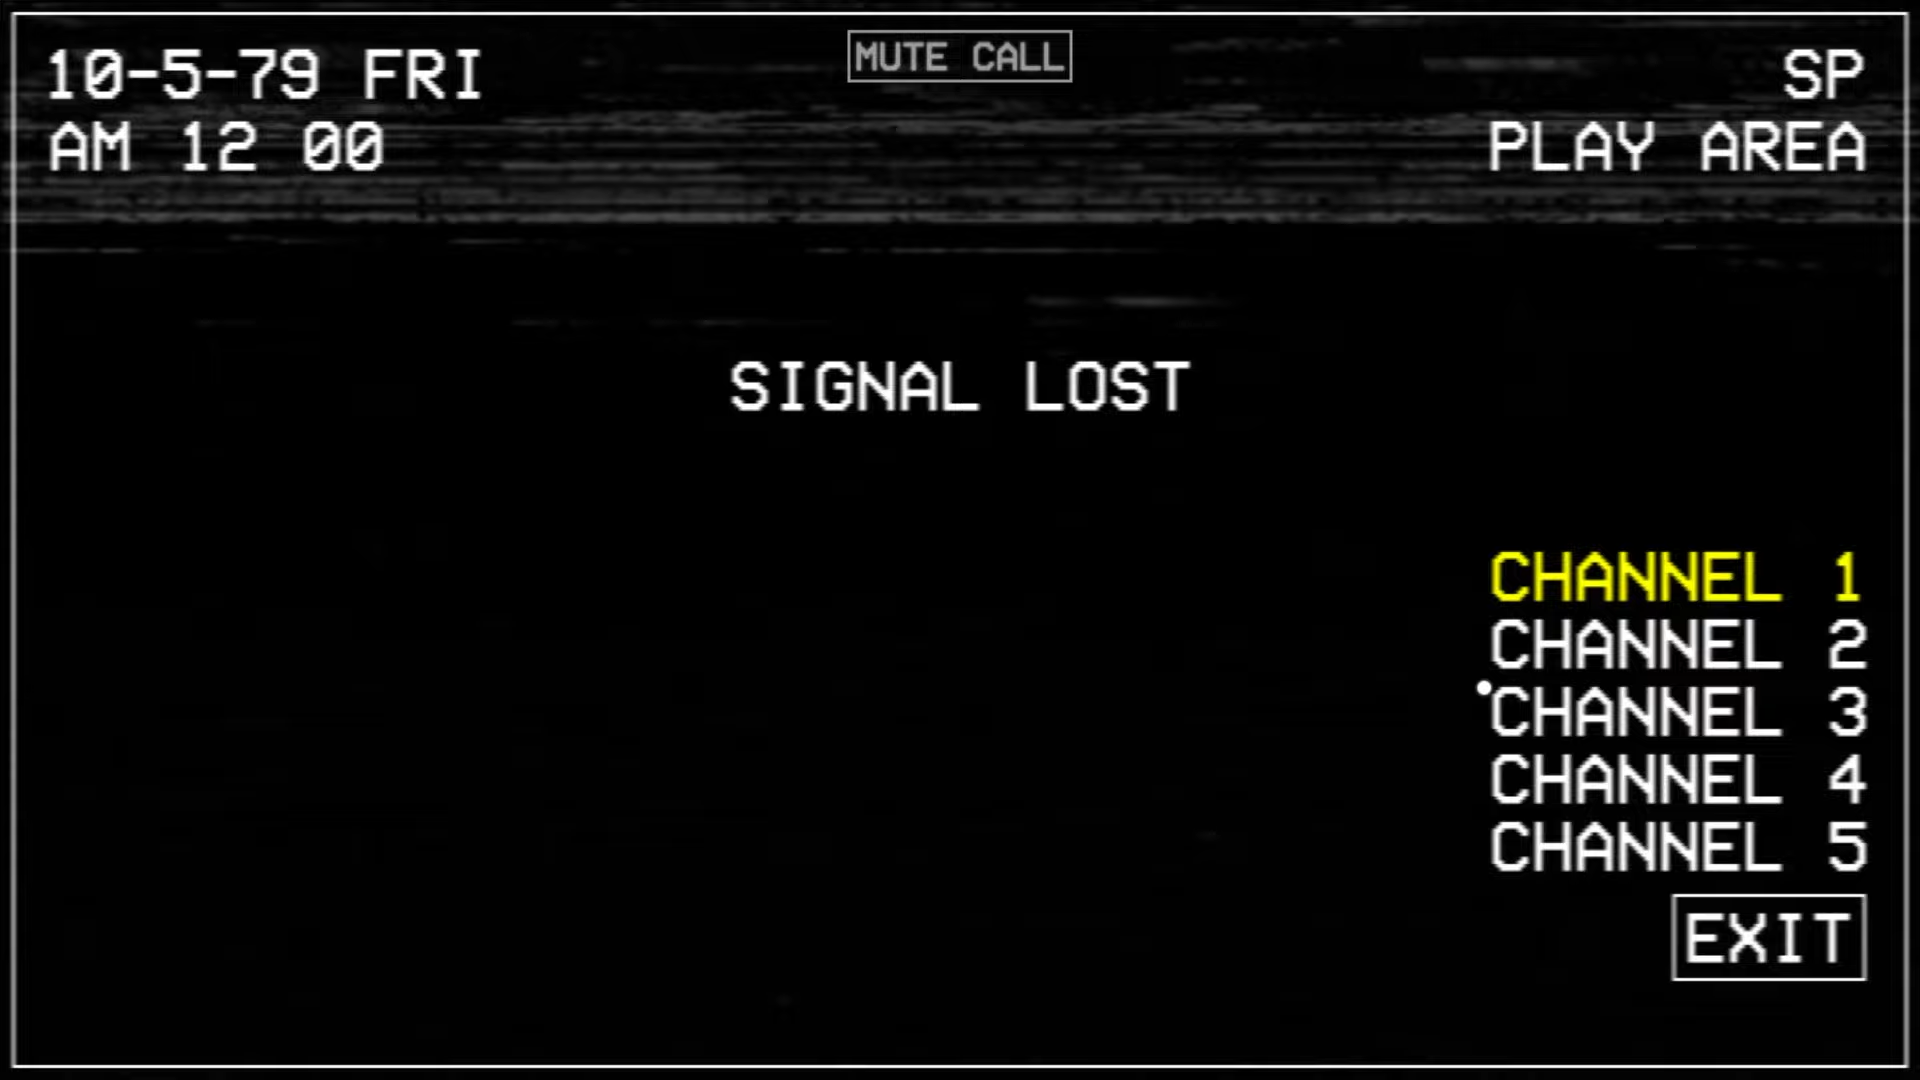 10-5-79 FRI
AM 12 00
MUTE CALL
SP
PLAY AREA
SIGNAL LOST
CHANNEL 1
CHANNEL 2
CHANNEL 3
CHANNEL 4
CHANNEL 5
EXIT